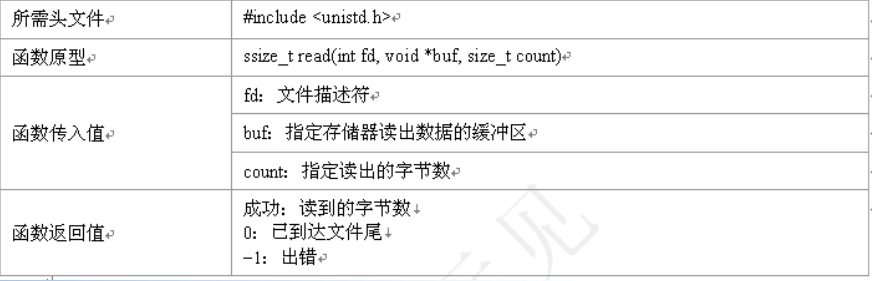 所需头文件
#include <unistd.h>
函数原型
ssize_t read(int fd, void *buf, size_t count)
函数传入值
fd：文件描述符
buf：指定存储器读出数据的缓冲区
count：指定读出的字节数
函数返回值
成功：读到的字节数
0：已到达文件尾
-1：出错